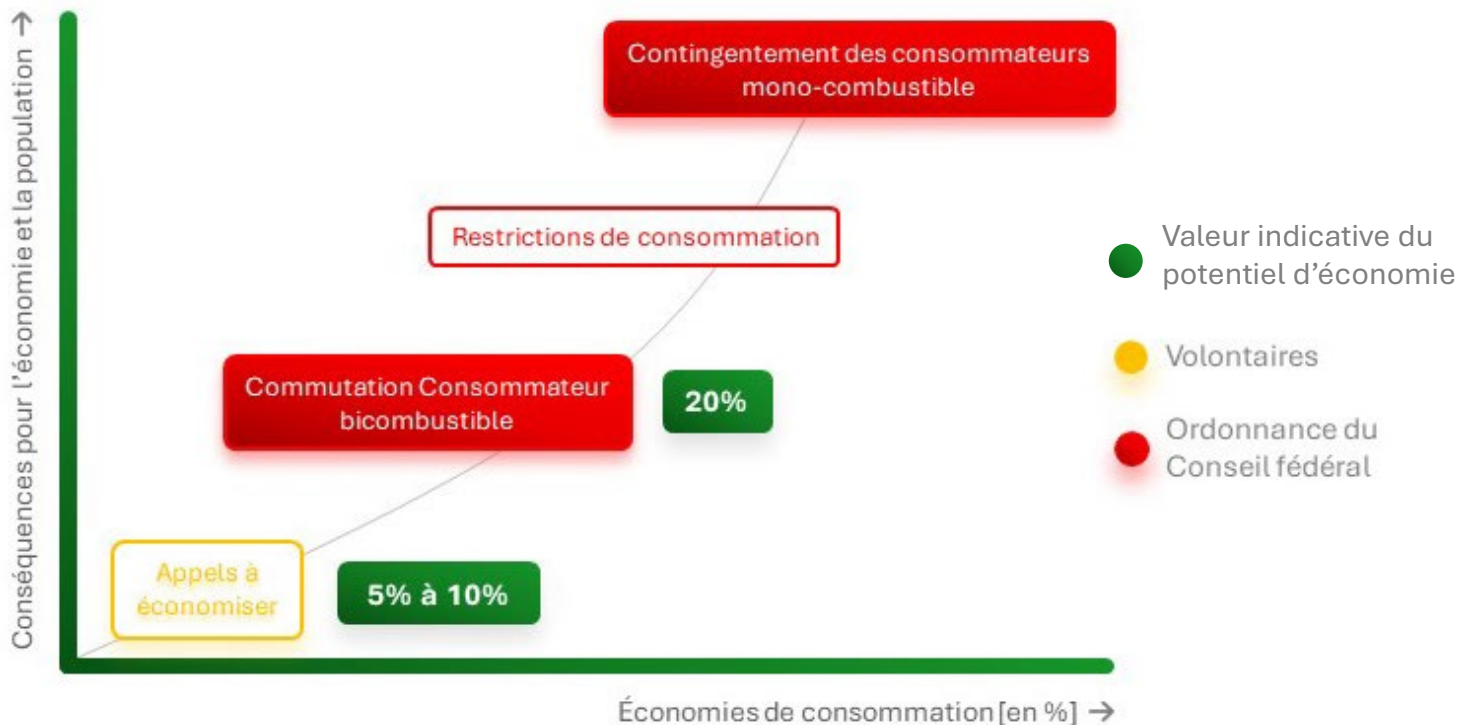 Conséquences pour l'économie et la population →
Contingentement des consommateurs
mono-combustible
Restrictions de consommation
Commutation Consommateur
bicombustible
20%
Appels à
économiser
5% à 10%
Économies de consommation [en %] →
Valeur indicative du
potentiel d'économie
Volontaires
Ordonnance du
Conseil fédéral